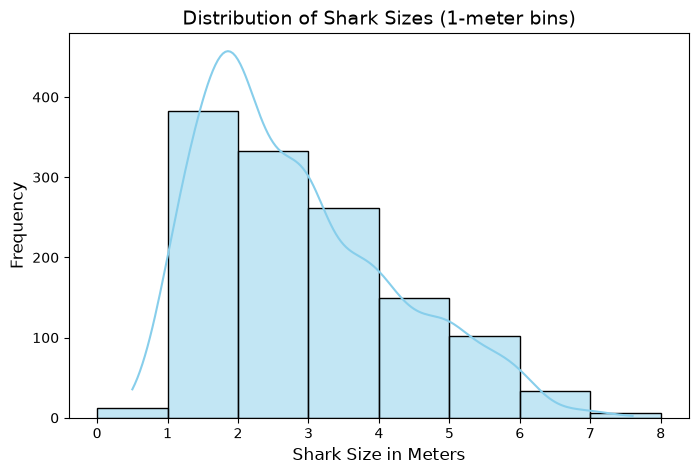 Distribution of Shark Sizes (1-meter bins)
Frequency
400
300
200
100
0
0 1 2 3 4 5 6 7 8
Shark Size in Meters